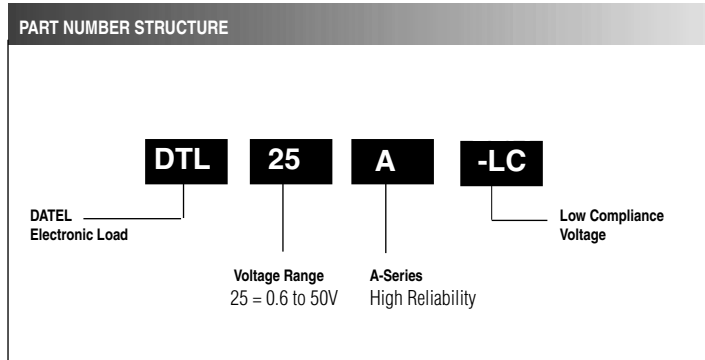 PART NUMBER STRUCTURE
DTL 25 A -LC
DATEL
Electronic Load
Low Compliance
Voltage
Voltage Range
25 = 0.6 to 50V
A-Series
High Reliability